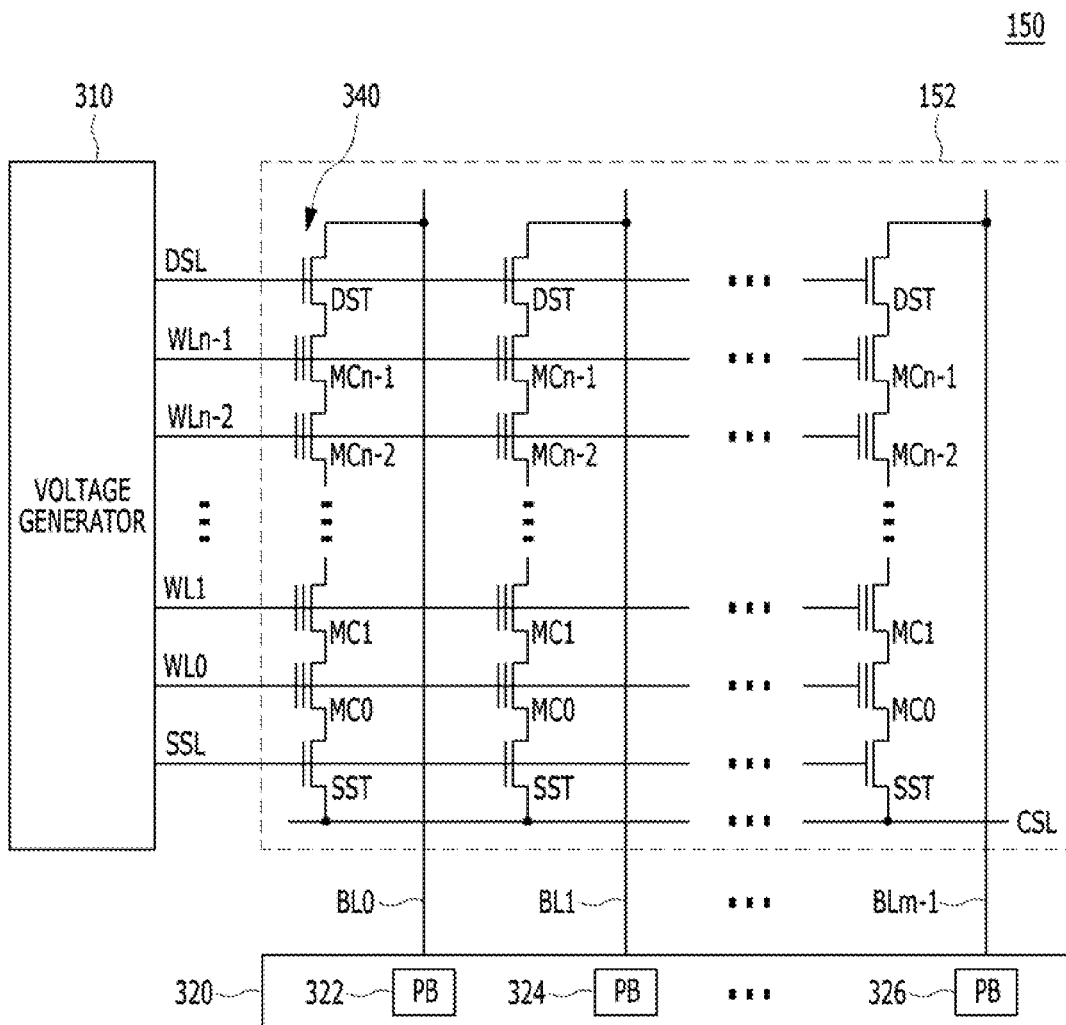 150
310
340
152
DSL
DST
DST
DST
WLn-1
MCn-1
MCn-1
MCn-1
WLn-2
MCn-2
MCn-2
MCn-2
VOLTAGE
GENERATOR
WL1
MC1
MC1
MC1
WL0
MC0
MC0
MC0
SSL
SST
SST
SST
CSL
BL0
BL1
BLm-1
320
322
PB
324
PB
326
PB